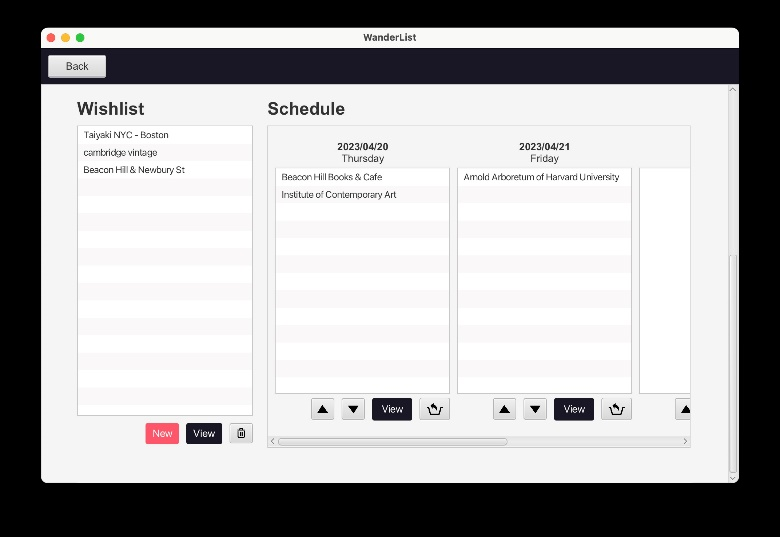 WanderList
Back
Wishlist
Schedule
Taiyaki NYC - Boston
cambridge vintage
Beacon Hill & Newbury St
New
View
2023/04/20
Thursday
Beacon Hill Books & Cafe
Institute of Contemporary Art
View
2023/04/21
Friday
Arnold Arboretum of Harvard University
View